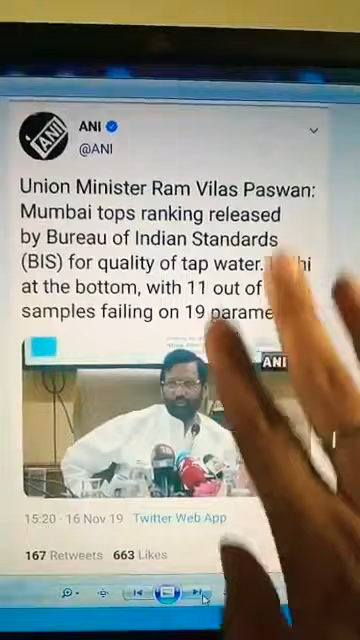 ANI
ANI
@ANI
Union Minister Ram Vilas Paswan:
Mumbai tops ranking released
by Bureau of Indian Standards
(BIS) for quality of tap water.
at the bottom, with 11 out of
samples failing on 19
ANI
15:20 · 16 Nov 19 Twitter Web App
167 Retweets 663 Likes